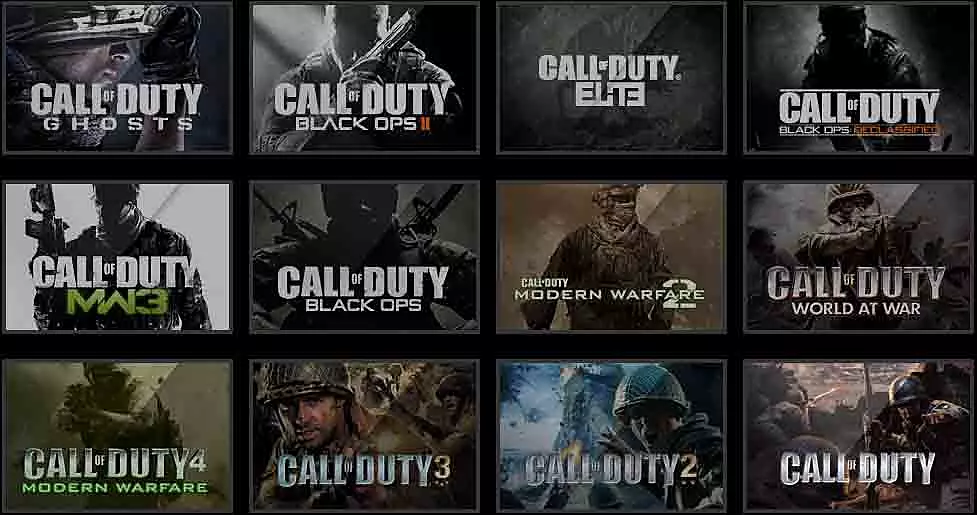 CALL OF DUTY
GHOSTS
CALL OF DUTY
BLACK OPS II
CALL OF DUTY®
ELITE
CALL OF DUTY
BLACK OPS: DECLASSIFIED
CALL OF DUTY
MW3
CALL OF DUTY
BLACK OPS
CALL OF DUTY
MODERN WARFARE 2
CALL OF DUTY
WORLD AT WAR
CALL OF DUTY 4
MODERN WARFARE
CALL OF DUTY 3
CALL OF DUTY 2
CALL OF DUTY